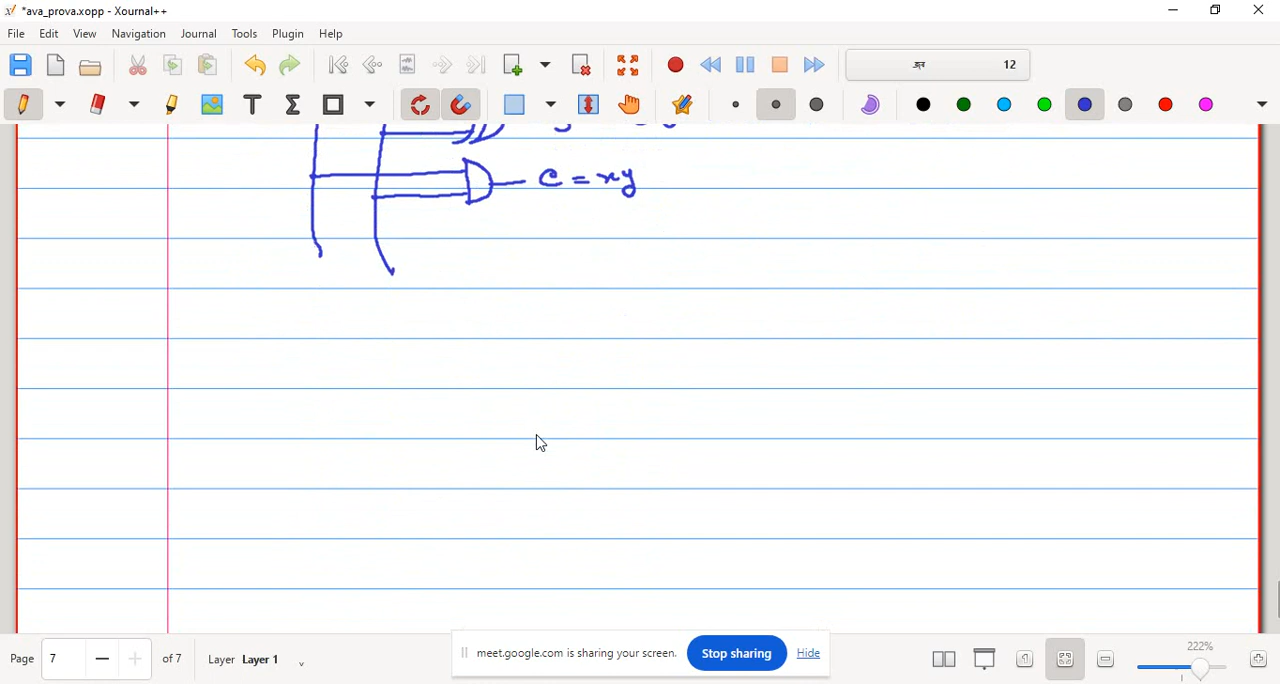 *ava_prova.xopp - Xournal++
File Edit View Navigation Journal Tools Plugin Help
12
C = xy
meet.google.com is sharing your screen. Stop sharing Hide
Page 7 of 7 Layer Layer 1
222%